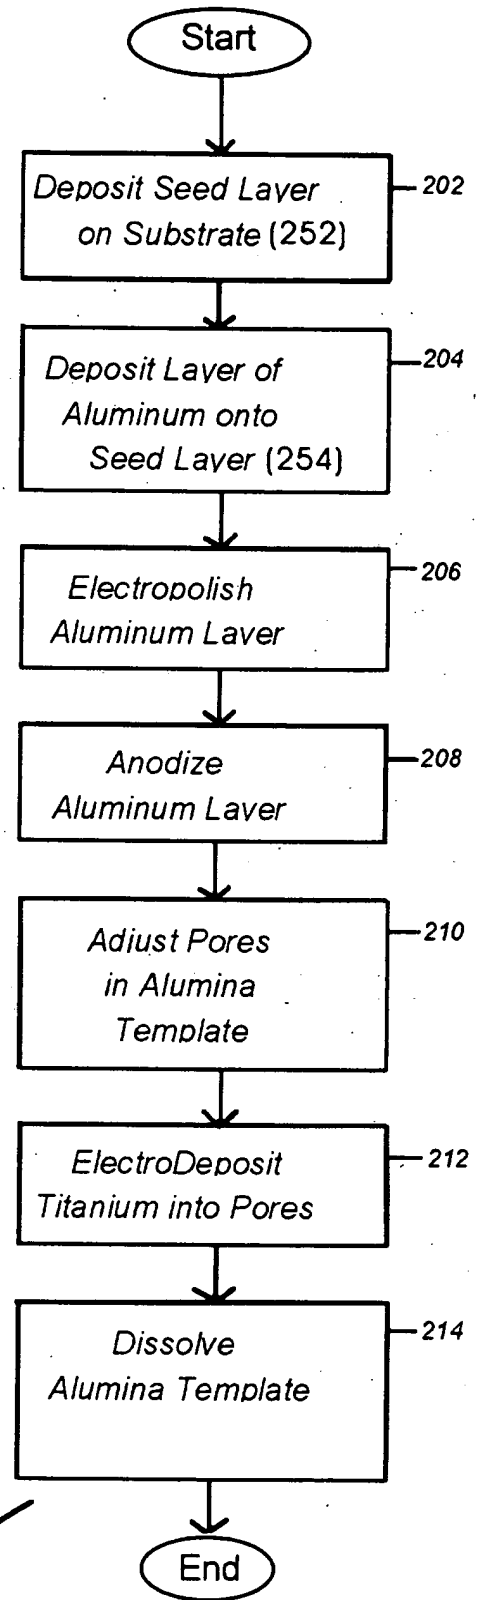 Start
Deposit Seed Layer
on Substrate (252)
202
Deposit Layer of
Aluminum onto
Seed Layer (254)
204
Electropolish
Aluminum Layer
206
Anodize
Aluminum Layer
208
Adjust Pores
in Alumina
Template
210
ElectroDeposit
Titanium into Pores
212
Dissolve
Alumina Template
214
End